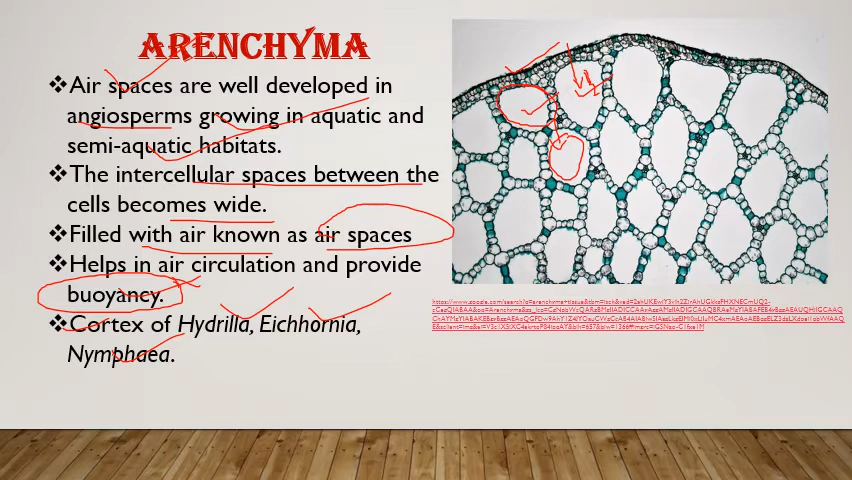 ARENCHYMA
❖Air spaces are well developed in
angiosperms growing in aquatic and
semi-aquatic habitats.
❖The intercellular spaces between the
cells becomes wide.
❖Filled with air known as air spaces
❖Helps in air circulation and provide
buoyancy.
❖Cortex of Hydrilla, Eichhornia,
Nymphaea.